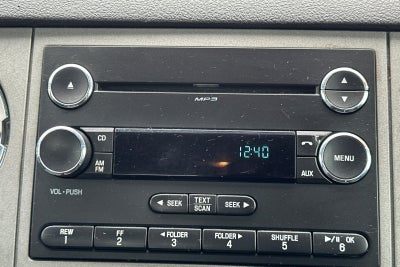 MP3
CD
12:40
AM
FM
MENU
AUX
VOL - PUSH
◄ SEEK TEXT SCAN SEEK ►
REW FF ◄ FOLDER FOLDER ► SHUFFLE ►/II OK
1 2 3 4 5 6